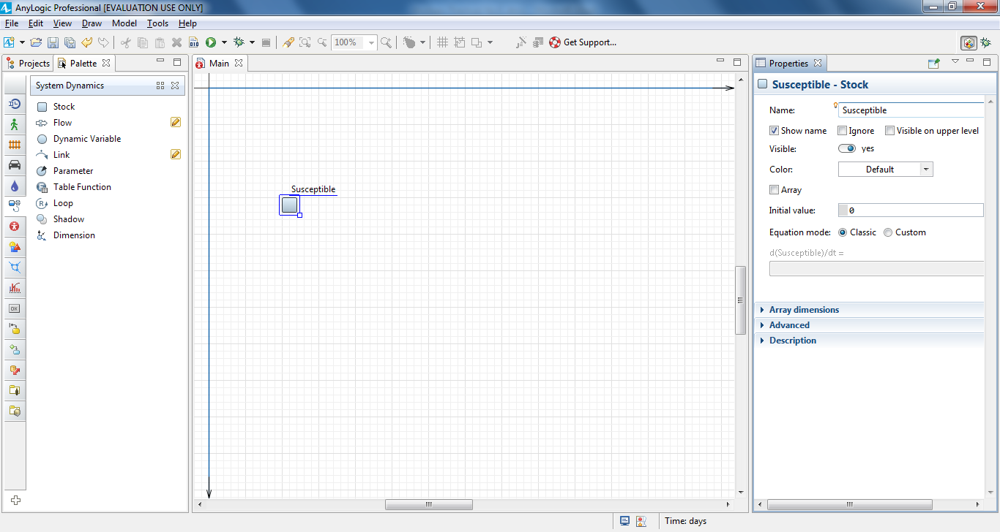 AnyLogic Professional [EVALUATION USE ONLY]
File Edit View Draw Model Tools Help
100% Get Support...
Projects Palette
System Dynamics
Stock
Flow
Dynamic Variable
Link
Parameter
Table Function
Loop
Shadow
Dimension
Main
Susceptible
Properties
Susceptible - Stock
Name: Susceptible
Show name Ignore Visible on upper level
Visible: yes
Color: Default
Array
Initial value: 0
Equation mode: Classic Custom
d(Susceptible)/dt =
Array dimensions
Advanced
Description
OK
Time: days